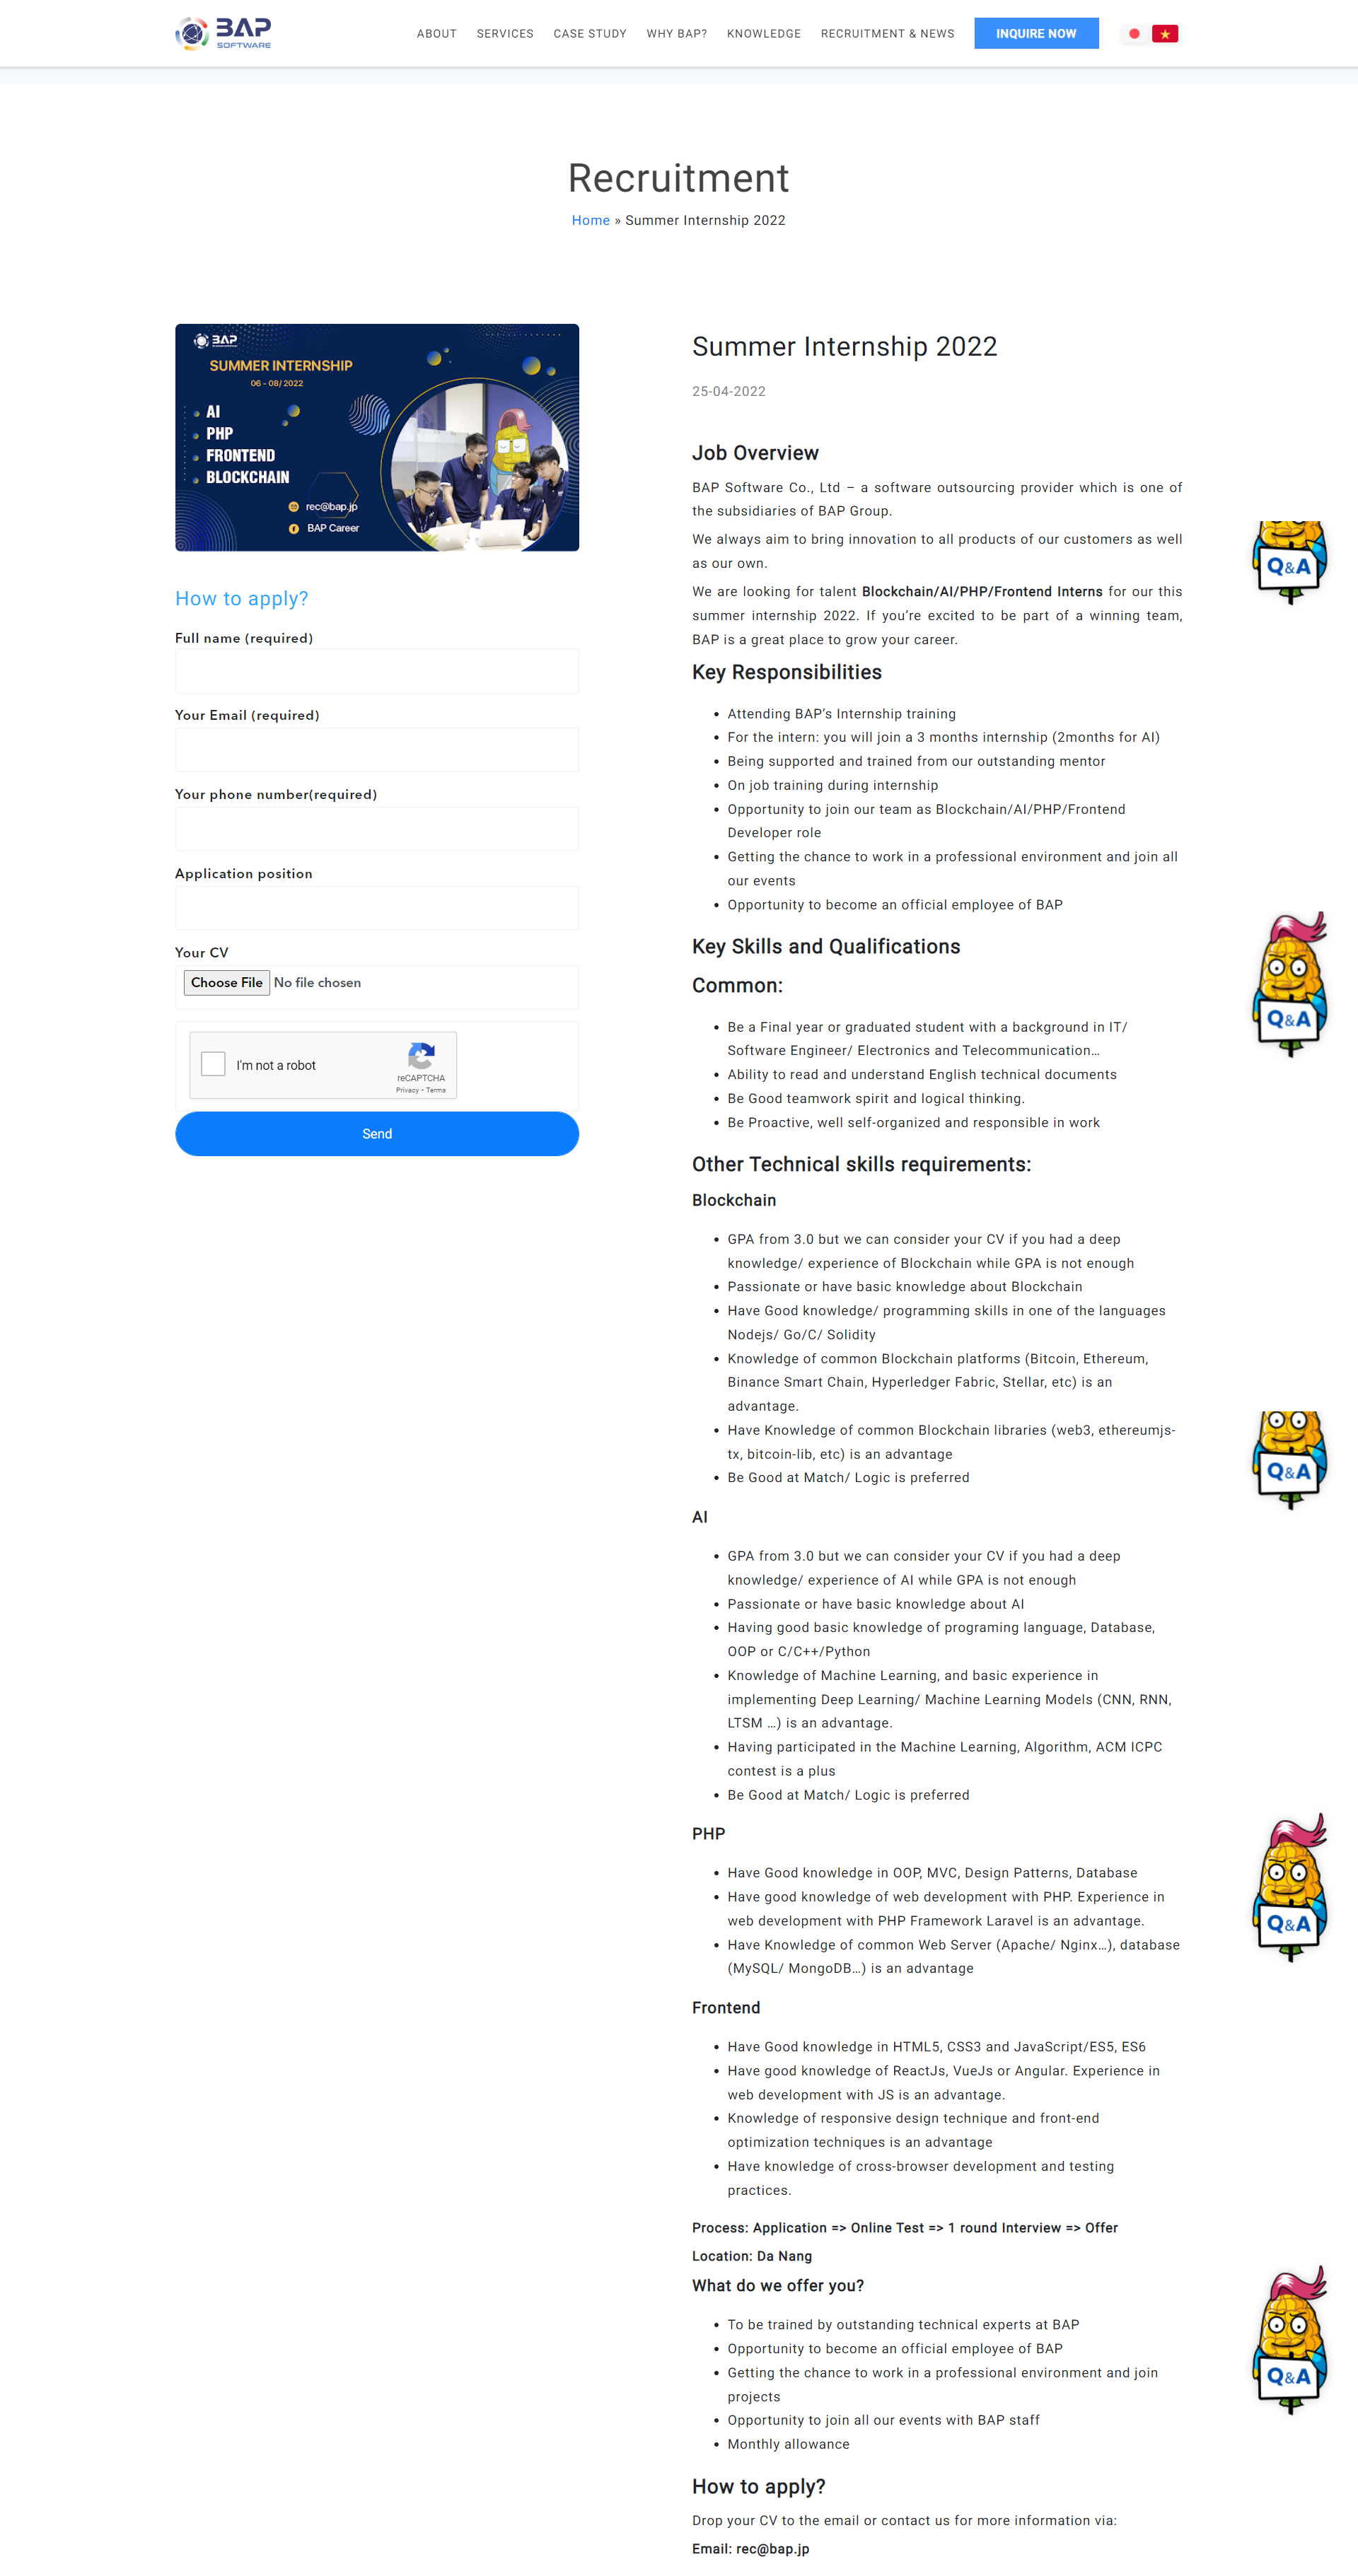 BAP
SOFTWARE
ABOUT SERVICES CASE STUDY WHY BAP? KNOWLEDGE RECRUITMENT & NEWS INQUIRE NOW
Recruitment
Home » Summer Internship 2022
BAP
SUMMER INTERNSHIP
06 - 08/ 2022
AI
PHP
FRONTEND
BLOCKCHAIN
rec@bap.jp
BAP Career
How to apply?
Full name (required)
Your Email (required)
Your phone number(required)
Application position
Your CV
Choose File No file chosen
I'm not a robot
reCAPTCHA
Privacy - Terms
Send
Summer Internship 2022
25-04-2022
Job Overview
BAP Software Co., Ltd – a software outsourcing provider which is one of
the subsidiaries of BAP Group.
We always aim to bring innovation to all products of our customers as well
as our own.
We are looking for talent Blockchain/AI/PHP/Frontend Interns for our this
summer internship 2022. If you’re excited to be part of a winning team,
BAP is a great place to grow your career.
Key Responsibilities
• Attending BAP’s Internship training
• For the intern: you will join a 3 months internship (2months for AI)
• Being supported and trained from our outstanding mentor
• On job training during internship
• Opportunity to join our team as Blockchain/AI/PHP/Frontend
Developer role
• Getting the chance to work in a professional environment and join all
our events
• Opportunity to become an official employee of BAP
Key Skills and Qualifications
Common:
• Be a Final year or graduated student with a background in IT/
Software Engineer/ Electronics and Telecommunication…
• Ability to read and understand English technical documents
• Be Good teamwork spirit and logical thinking.
• Be Proactive, well self-organized and responsible in work
Other Technical skills requirements:
Blockchain
• GPA from 3.0 but we can consider your CV if you had a deep
knowledge/ experience of Blockchain while GPA is not enough
• Passionate or have basic knowledge about Blockchain
• Have Good knowledge/ programming skills in one of the languages
Nodejs/ Go/C/ Solidity
• Knowledge of common Blockchain platforms (Bitcoin, Ethereum,
Binance Smart Chain, Hyperledger Fabric, Stellar, etc) is an
advantage.
• Have Knowledge of common Blockchain libraries (web3, ethereumjs-
tx, bitcoin-lib, etc) is an advantage
• Be Good at Match/ Logic is preferred
AI
• GPA from 3.0 but we can consider your CV if you had a deep
knowledge/ experience of AI while GPA is not enough
• Passionate or have basic knowledge about AI
• Having good basic knowledge of programing language, Database,
OOP or C/C++/Python
• Knowledge of Machine Learning, and basic experience in
implementing Deep Learning/ Machine Learning Models (CNN, RNN,
LTSM …) is an advantage.
• Having participated in the Machine Learning, Algorithm, ACM ICPC
contest is a plus
• Be Good at Match/ Logic is preferred
PHP
• Have Good knowledge in OOP, MVC, Design Patterns, Database
• Have good knowledge of web development with PHP. Experience in
web development with PHP Framework Laravel is an advantage.
• Have Knowledge of common Web Server (Apache/ Nginx…), database
(MySQL/ MongoDB…) is an advantage
Frontend
• Have Good knowledge in HTML5, CSS3 and JavaScript/ES5, ES6
• Have good knowledge of ReactJs, VueJs or Angular. Experience in
web development with JS is an advantage.
• Knowledge of responsive design technique and front-end
optimization techniques is an advantage
• Have knowledge of cross-browser development and testing
practices.
Process: Application => Online Test => 1 round Interview => Offer
Location: Da Nang
What do we offer you?
• To be trained by outstanding technical experts at BAP
• Opportunity to become an official employee of BAP
• Getting the chance to work in a professional environment and join
projects
• Opportunity to join all our events with BAP staff
• Monthly allowance
How to apply?
Drop your CV to the email or contact us for more information via:
Email: rec@bap.jp
Q&A
Q&A
Q&A
Q&A
Q&A